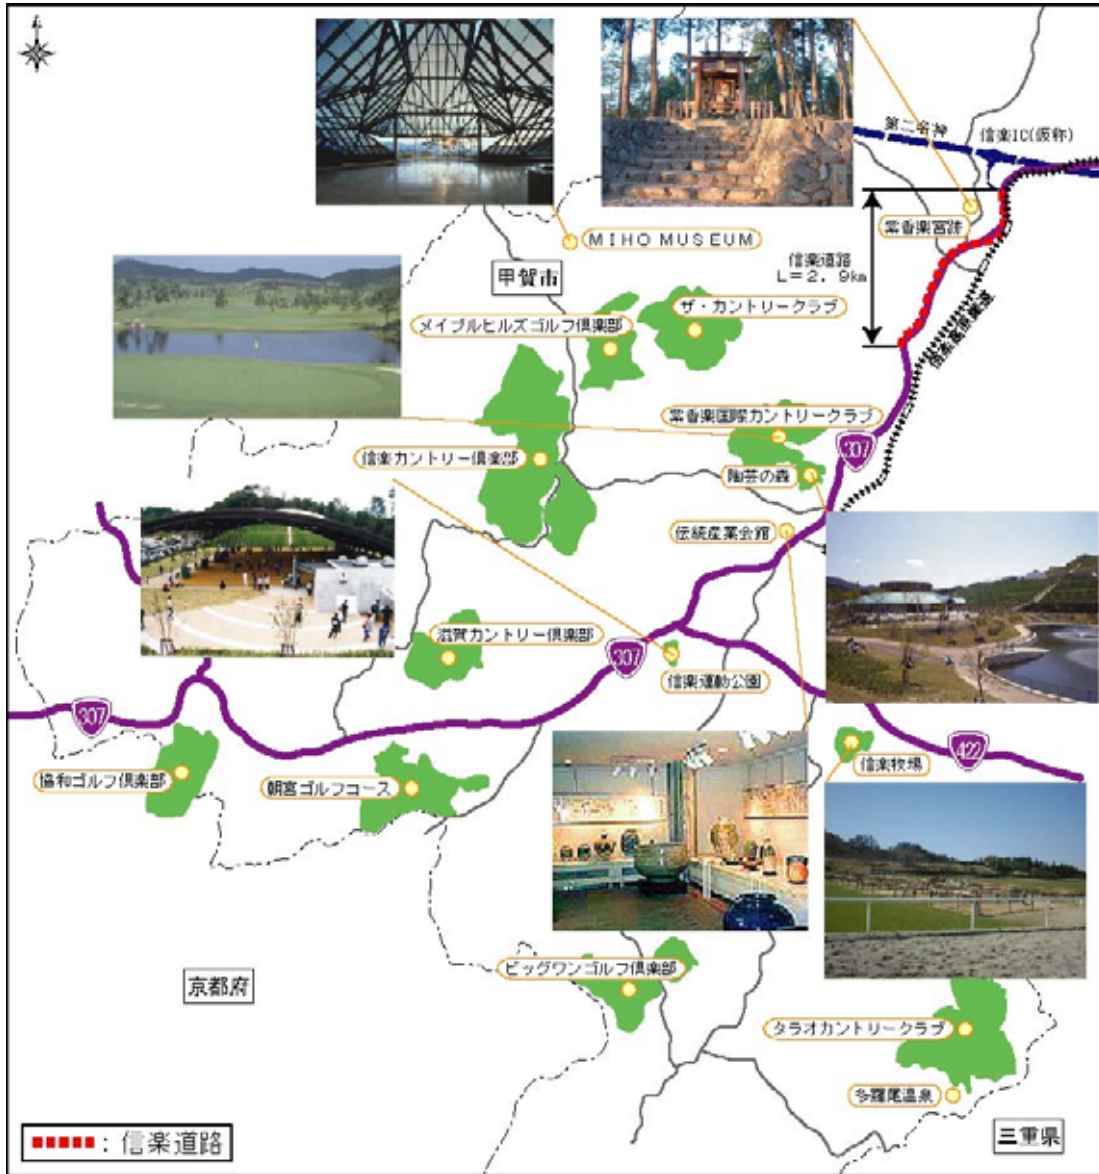 第二名神
信楽IC(仮称)
紫香楽宮跡
MIHO MUSEUM
信楽道路
L=2.9km
甲賀市
ザ・カントリークラブ
メイプルヒルズゴルフ倶楽部
信楽高原鐵道
紫香楽国際カントリークラブ
307
信楽カントリー倶楽部
陶芸の森
伝統産業会館
滋賀カントリー倶楽部
307
信楽運動公園
307
422
信楽牧場
協和ゴルフ倶楽部
朝宮ゴルフコース
ビッグワンゴルフ倶楽部
京都府
タラオカントリークラブ
多羅尾温泉
三重県
:信楽道路